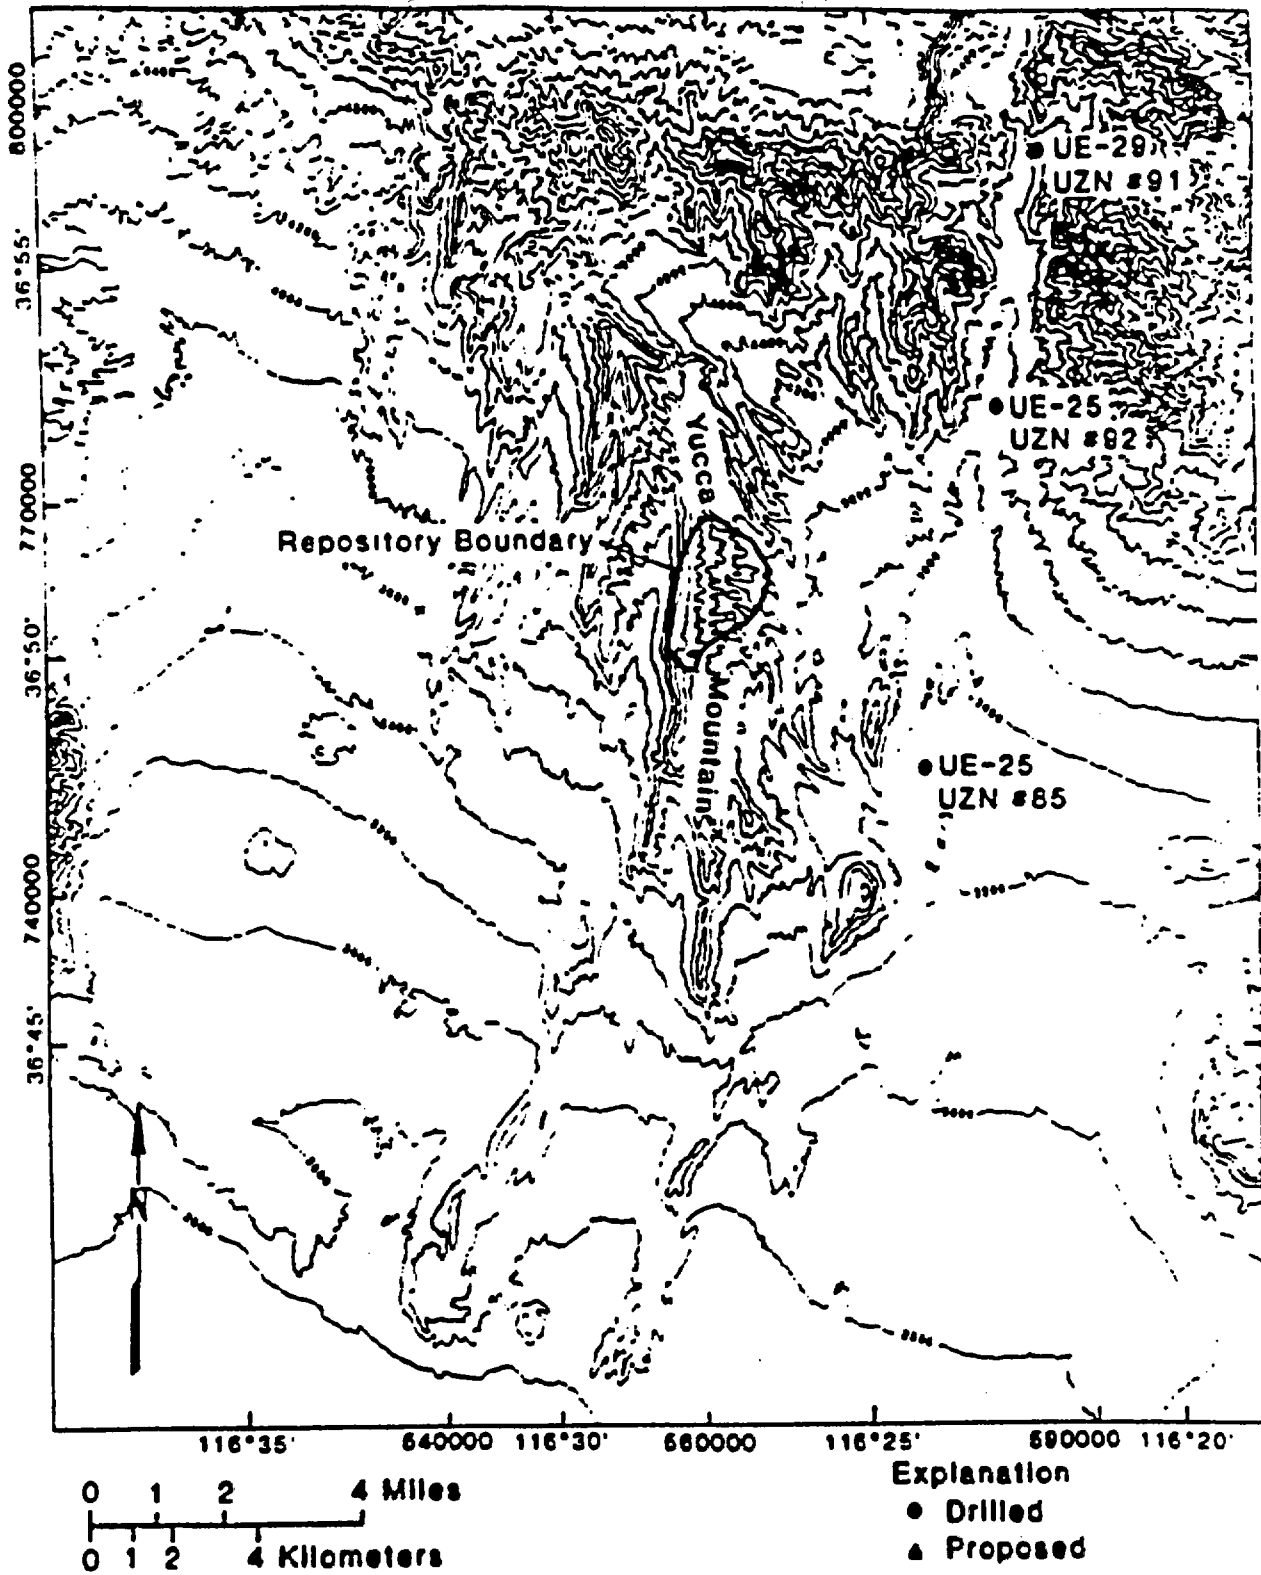 800000
UE-29
UZN #91
36°55'
UE-25
UZN #92
Yucca
770000
Repository Boundary
36°50'
Mountain
UE-25
UZN #85
740000
36°45'
N
116°35'
640000
116°30'
660000
116°25'
690000
116°20'
0 1 2 4 Miles
0 1 2 4 Kilometers
Explanation
● Drilled
▲ Proposed